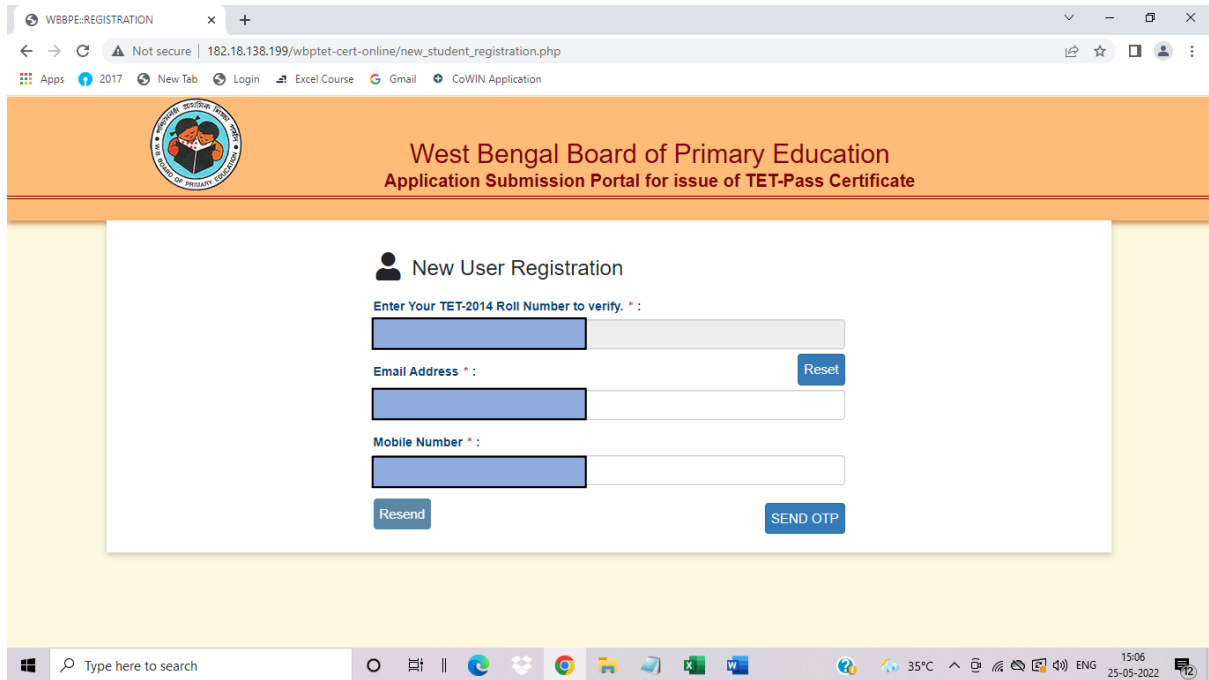 WBBPE::REGISTRATION
Not secure | 182.18.138.199/wbptet-cert-online/new_student_registration.php
Apps 2017 New Tab Login Excel Course Gmail CoWIN Application
West Bengal Board of Primary Education
Application Submission Portal for issue of TET-Pass Certificate
New User Registration
Enter Your TET-2014 Roll Number to verify. * :
Reset
Email Address * :
Mobile Number * :
Resend
SEND OTP
Type here to search
35°C
ENG
15:06
25-05-2022
12